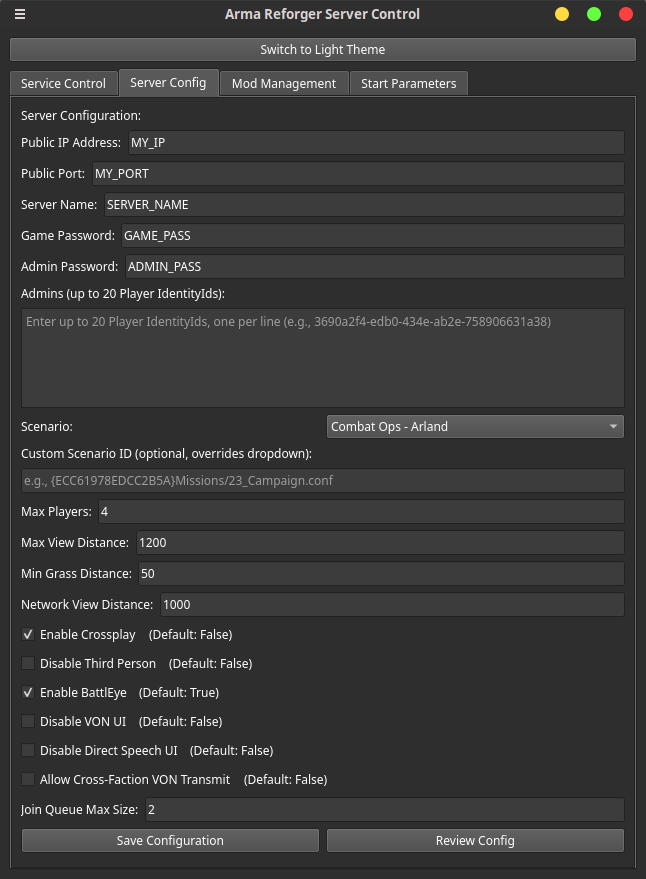 Arma Reforger Server Control
Switch to Light Theme
Service Control Server Config Mod Management Start Parameters
Server Configuration:
Public IP Address: MY_IP
Public Port: MY_PORT
Server Name: SERVER_NAME
Game Password: GAME_PASS
Admin Password: ADMIN_PASS
Admins (up to 20 Player IdentityIds):
Enter up to 20 Player IdentityIds, one per line (e.g., 3690a2f4-edb0-434e-ab2e-758906631a38)
Scenario: Combat Ops - Arland
Custom Scenario ID (optional, overrides dropdown):
e.g., {ECC61978EDCC2B5A}Missions/23_Campaign.conf
Max Players: 4
Max View Distance: 1200
Min Grass Distance: 50
Network View Distance: 1000
Enable Crossplay (Default: False)
Disable Third Person (Default: False)
Enable BattlEye (Default: True)
Disable VON UI (Default: False)
Disable Direct Speech UI (Default: False)
Allow Cross-Faction VON Transmit (Default: False)
Join Queue Max Size: 2
Save Configuration Review Config